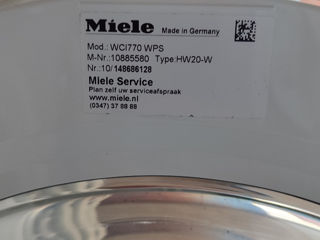 Miele Made in Germany
Mod.: WCI770 WPS
M-Nr.:10885580 Type:HW20-W
Nr.:10/148686128
Miele Service
Plan zelf uw serviceafspraak
www.miele.nl
(0347) 37 88 88